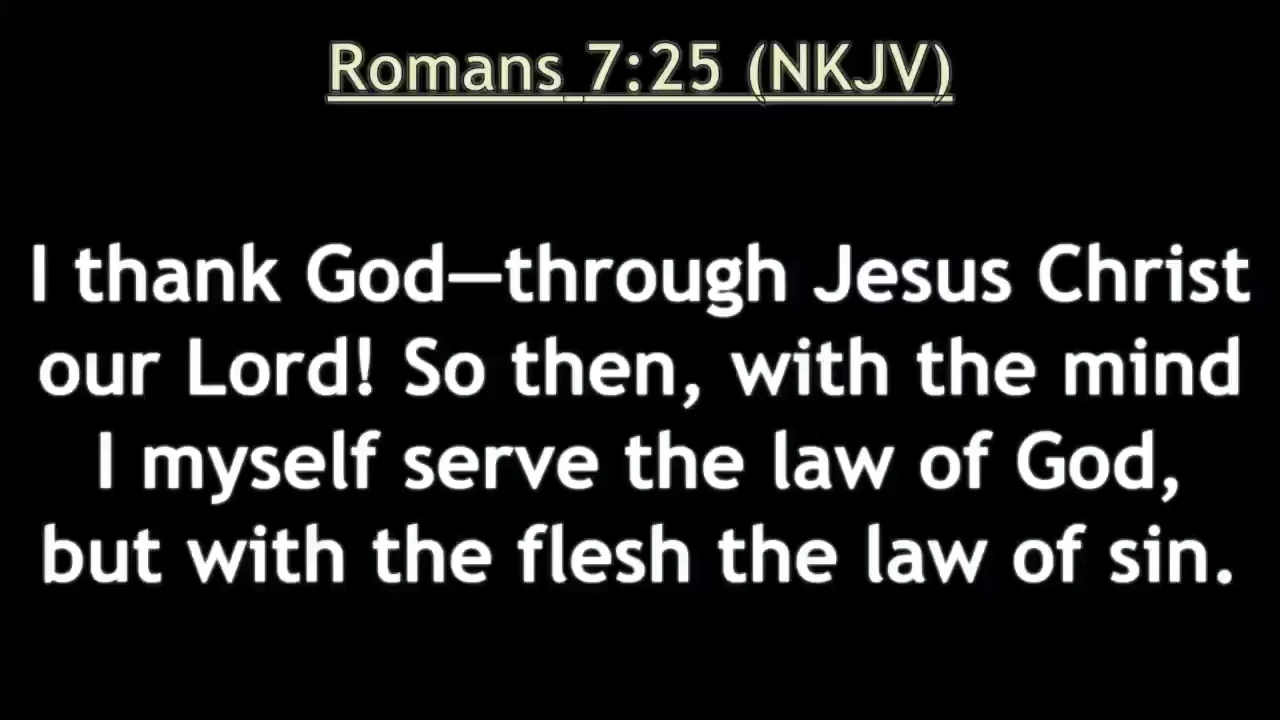 Romans 7:25 (NKJV)
I thank God—through Jesus Christ
our Lord! So then, with the mind
I myself serve the law of God,
but with the flesh the law of sin.